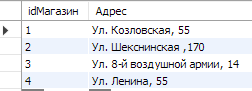 idМагазин Адрес
1 Ул. Козловская, 55
2 Ул. Шекснинская ,170
3 Ул. 8-й воздушной армии, 14
4 Ул. Ленина, 55